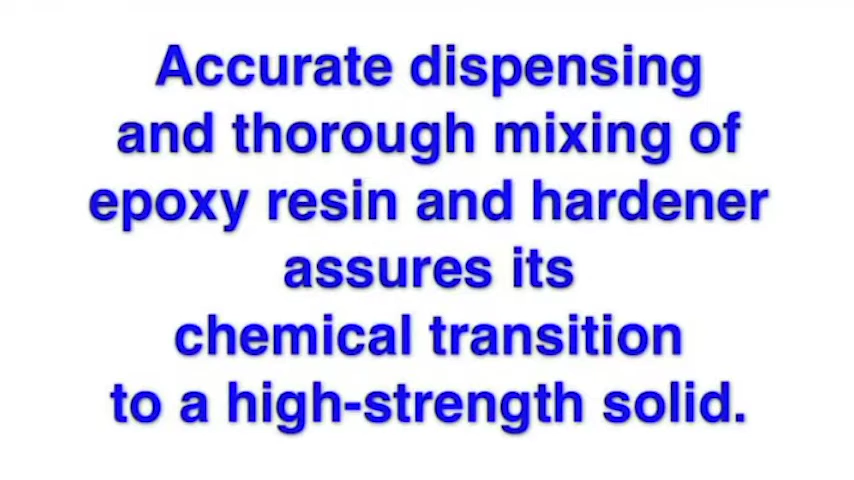 Accurate dispensing
and thorough mixing of
epoxy resin and hardener
assures its
chemical transition
to a high-strength solid.